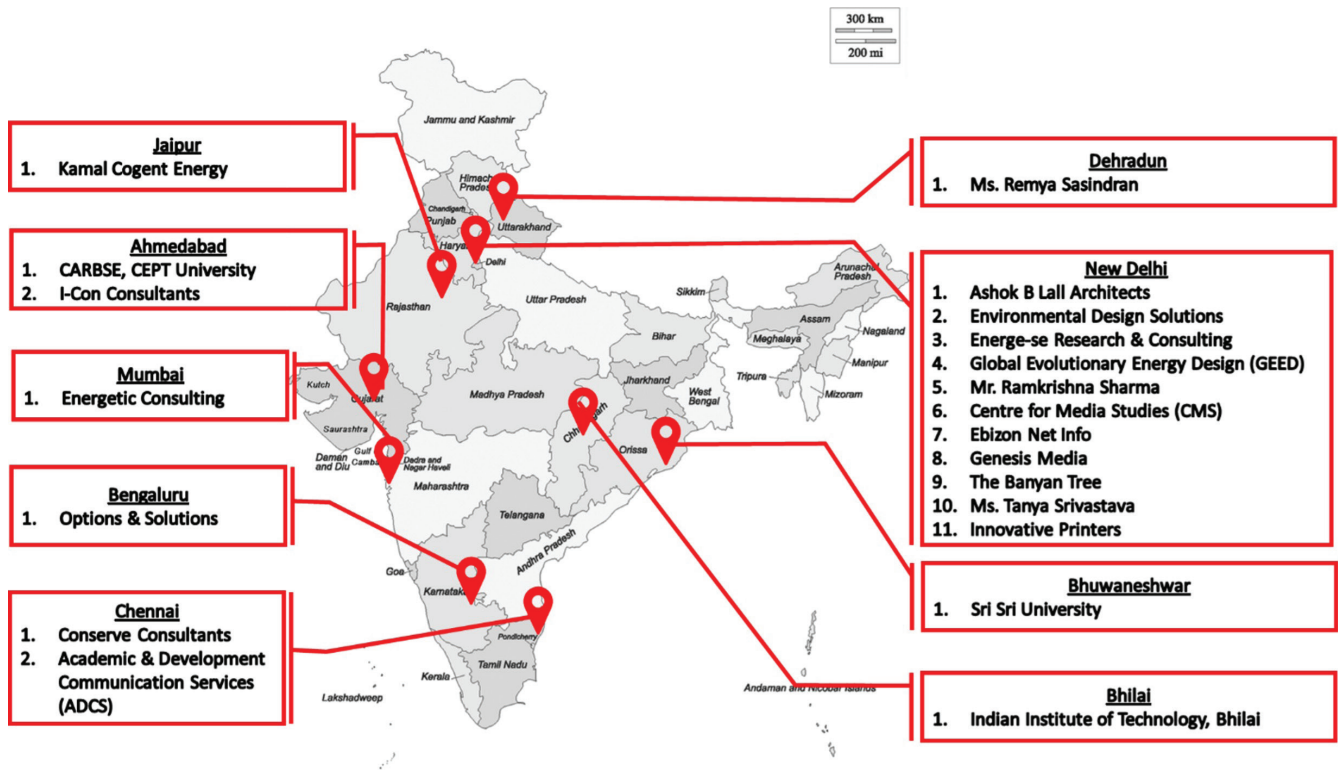 300 km
200 mi
Jaipur
1. Kamal Cogent Energy
Ahmedabad
1. CARBSE, CEPT University
2. I-Con Consultants
Mumbai
1. Energetic Consulting
Bengaluru
1. Options & Solutions
Chennai
1. Conserve Consultants
2. Academic & Development
Communication Services
(ADCS)
Jammu and Kashmir
Himac
Prades
Chandigarh
Punjab
Uttarakhand
Harya
Delhi
Rajasthan
Uttar Pradesh
Sikkim
Arunachal
Pradesh
Assam
Nagaland
Meghalaya
Manipur
Bihar
Tripura
Mizoram
Jharkhand
West
Bengal
Kutch
Gujarat
Madhya Pradesh
Saurashtra
Gulf
Camb
Daman
and Diu
Dadra and
Nagar Haveli
Orissa
Maharashtra
Telangana
Andhra Pradesh
Goa
Karnataka
Pondicherry
Tamil Nadu
Kerala
Lakshadweep
Andaman and Nicobar Islands
Dehradun
1. Ms. Remya Sasindran
New Delhi
1. Ashok B Lall Architects
2. Environmental Design Solutions
3. Energe-se Research & Consulting
4. Global Evolutionary Energy Design (GEED)
5. Mr. Ramkrishna Sharma
6. Centre for Media Studies (CMS)
7. Ebizon Net Info
8. Genesis Media
9. The Banyan Tree
10. Ms. Tanya Srivastava
11. Innovative Printers
Bhuwaneshwar
1. Sri Sri University
Bhilai
1. Indian Institute of Technology, Bhilai